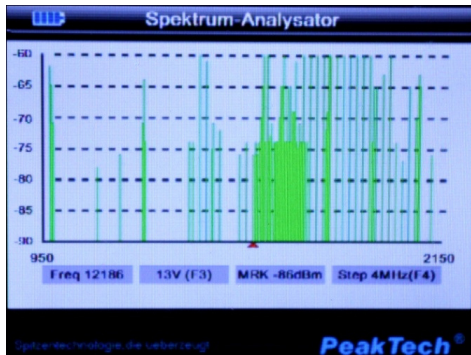 Spektrum-Analysator
-60
-65
-70
-75
-80
-85
-90
950 2150
Freq 12186 13V (F3) MRK -86dBm Step 4MHz(F4)
Spitzentechnologie, die ueberzeugt PeakTech®